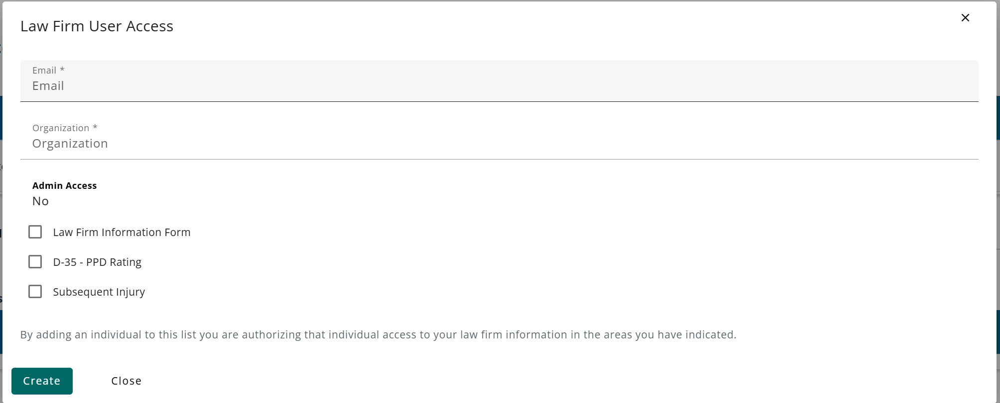 Law Firm User Access
Email *
Email
Organization *
Organization
Admin Access
No
Law Firm Information Form
D-35 - PPD Rating
Subsequent Injury
By adding an individual to this list you are authorizing that individual access to your law firm information in the areas you have indicated.
Create
Close